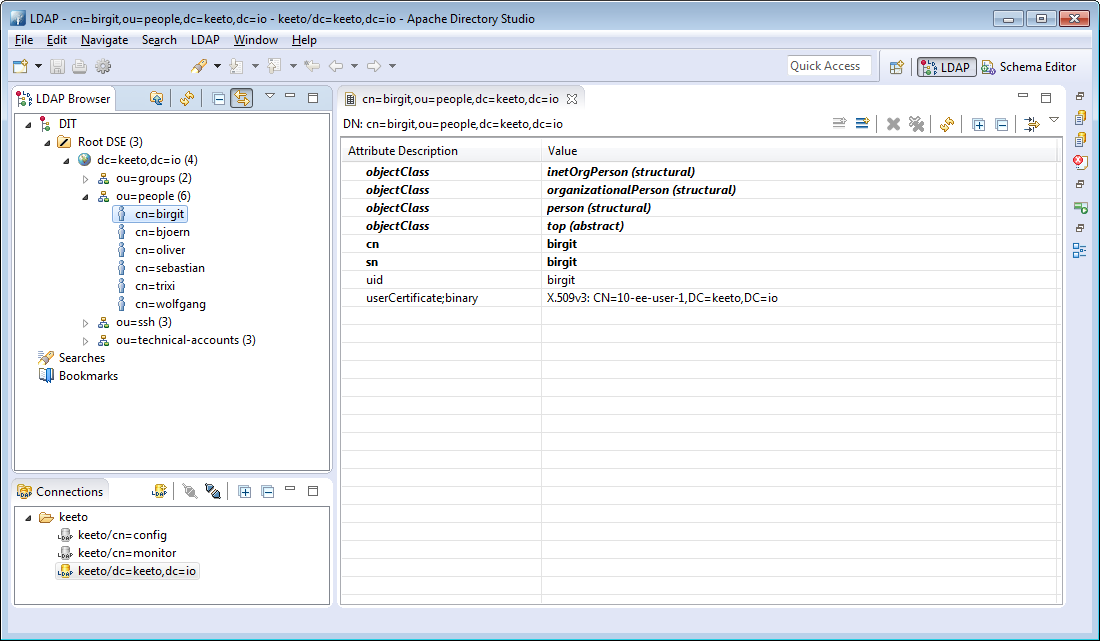 LDAP - cn=birgit,ou=people,dc=keeto,dc=io - keeto/dc=keeto,dc=io - Apache Directory Studio
File Edit Navigate Search LDAP Window Help
Quick Access LDAP Schema Editor
LDAP Browser
DIT
Root DSE (3)
dc=keeto,dc=io (4)
ou=groups (2)
ou=people (6)
cn=birgit
cn=bjoern
cn=oliver
cn=sebastian
cn=trixi
cn=wolfgang
ou=ssh (3)
ou=technical-accounts (3)
Searches
Bookmarks
Connections
LDAP
keeto
LDAP keeto/cn=config
LDAP keeto/cn=monitor
LDAP keeto/dc=keeto,dc=io
cn=birgit,ou=people,dc=keeto,dc=io
DN: cn=birgit,ou=people,dc=keeto,dc=io
Attribute Description Value
objectClass inetOrgPerson (structural)
objectClass organizationalPerson (structural)
objectClass person (structural)
objectClass top (abstract)
cn birgit
sn birgit
uid birgit
userCertificate;binary X.509v3: CN=10-ee-user-1,DC=keeto,DC=io